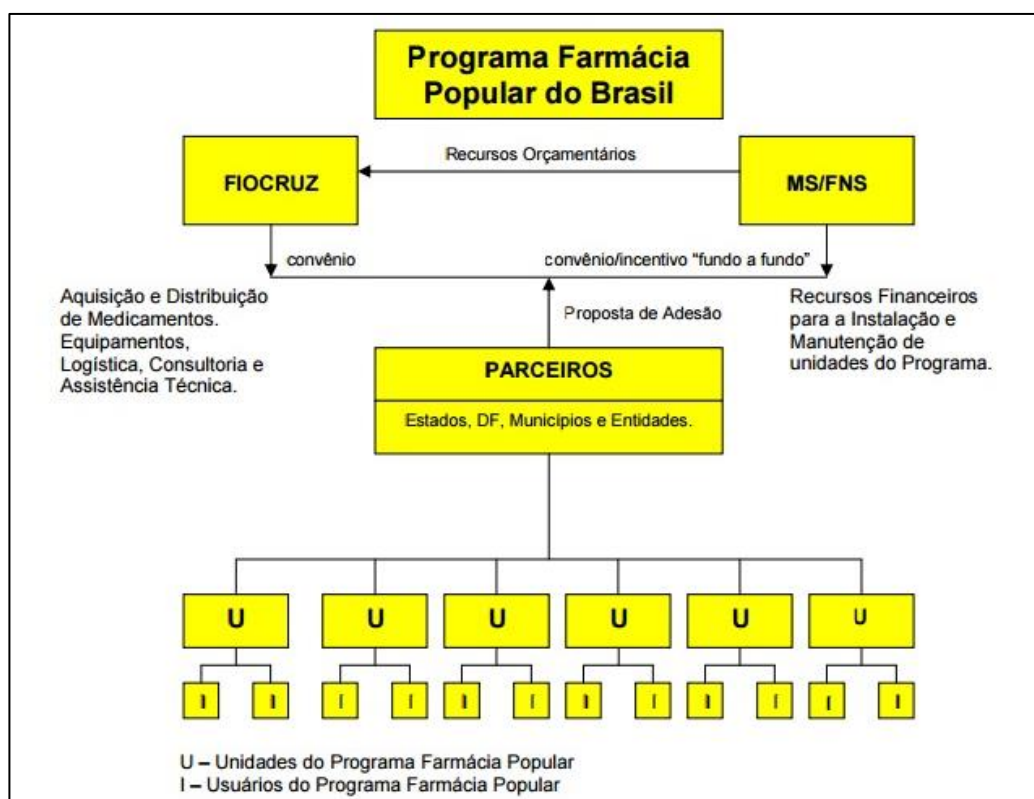 Programa Farmácia
Popular do Brasil
FIOCRUZ
Recursos Orçamentários
MS/FNS
convênio
convênio/incentivo “fundo a fundo”
Aquisição e Distribuição
de Medicamentos.
Equipamentos,
Logística, Consultoria e
Assistência Técnica.
Proposta de Adesão
Recursos Financeiros
para a Instalação e
Manutenção de
unidades do Programa.
PARCEIROS
Estados, DF, Municípios e Entidades.
U U U U U U
I I I I I I I I I I I I
U – Unidades do Programa Farmácia Popular
I – Usuários do Programa Farmácia Popular